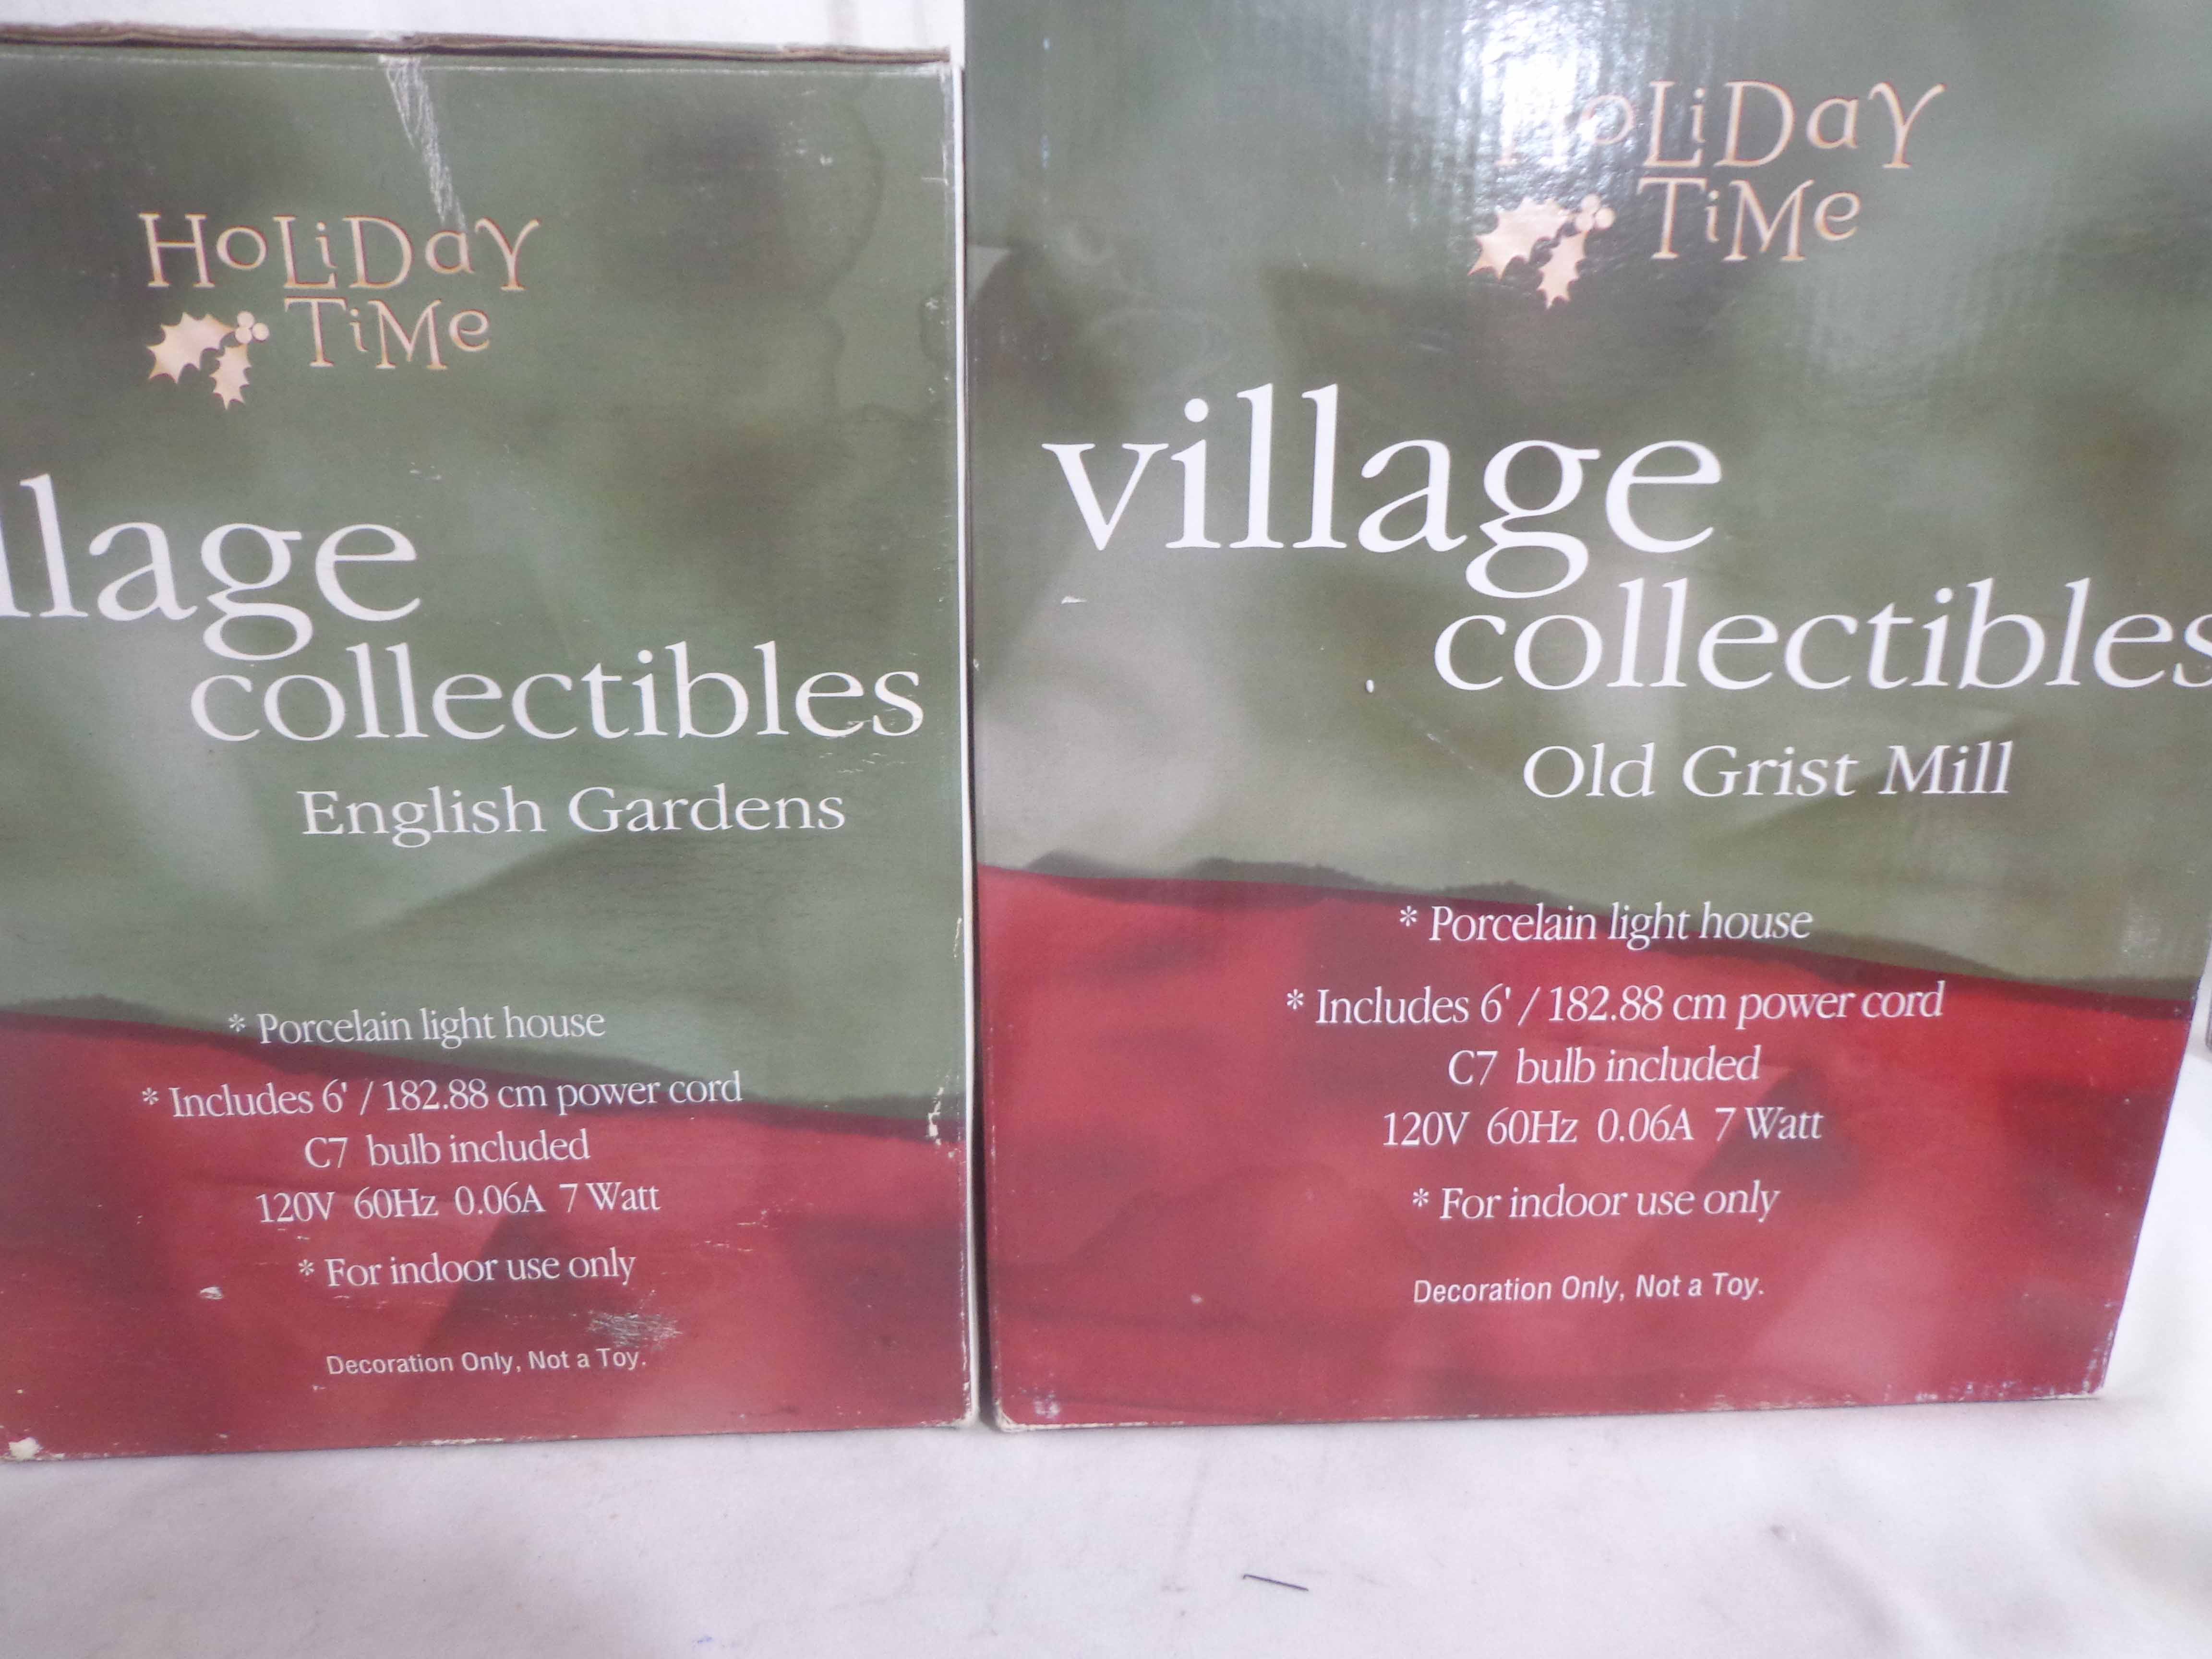 HoLiDaY
TiMe
llage
collectibles
English Gardens
* Porcelain light house
* Includes 6' / 182.88 cm power cord
C7 bulb included
120V 60Hz 0.06A 7 Watt
* For indoor use only
Decoration Only, Not a Toy.
HoLiDaY
TiMe
village
collectibles
Old Grist Mill
* Porcelain light house
* Includes 6' / 182.88 cm power cord
C7 bulb included
120V 60Hz 0.06A 7 Watt
* For indoor use only
Decoration Only, Not a Toy.